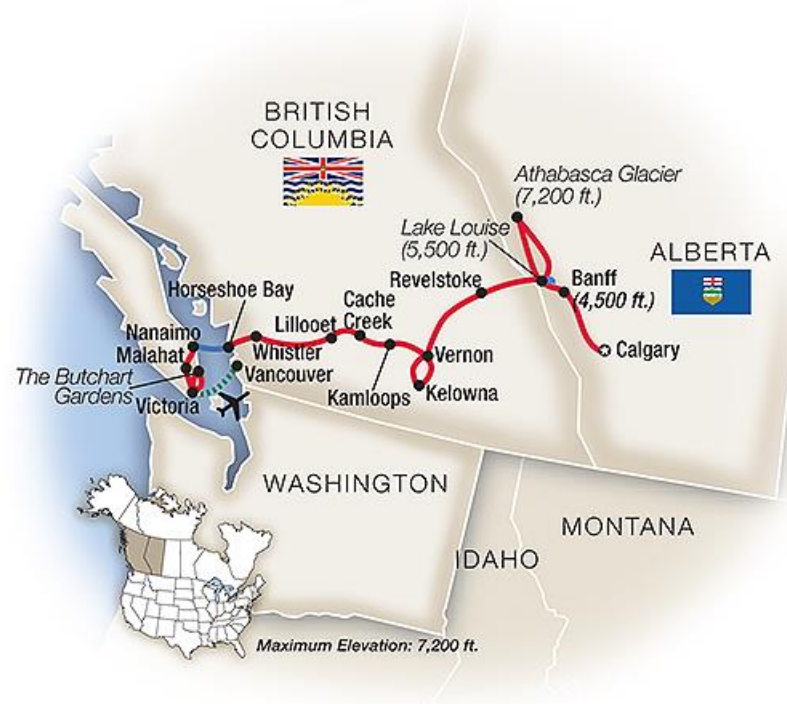 BRITISH
COLUMBIA
Athabasca Glacier
(7,200 ft.)
Lake Louise
(5,500 ft.)
ALBERTA
Banff
(4,500 ft.)
Revelstoke
Horseshoe Bay
Cache
Creek
Lillooet
Nanaimo
Malahat
Whistler
Vernon
Calgary
The Butchart
Gardens
Vancouver
Kamloops
Kelowna
Victoria
WASHINGTON
MONTANA
IDAHO
Maximum Elevation: 7,200 ft.